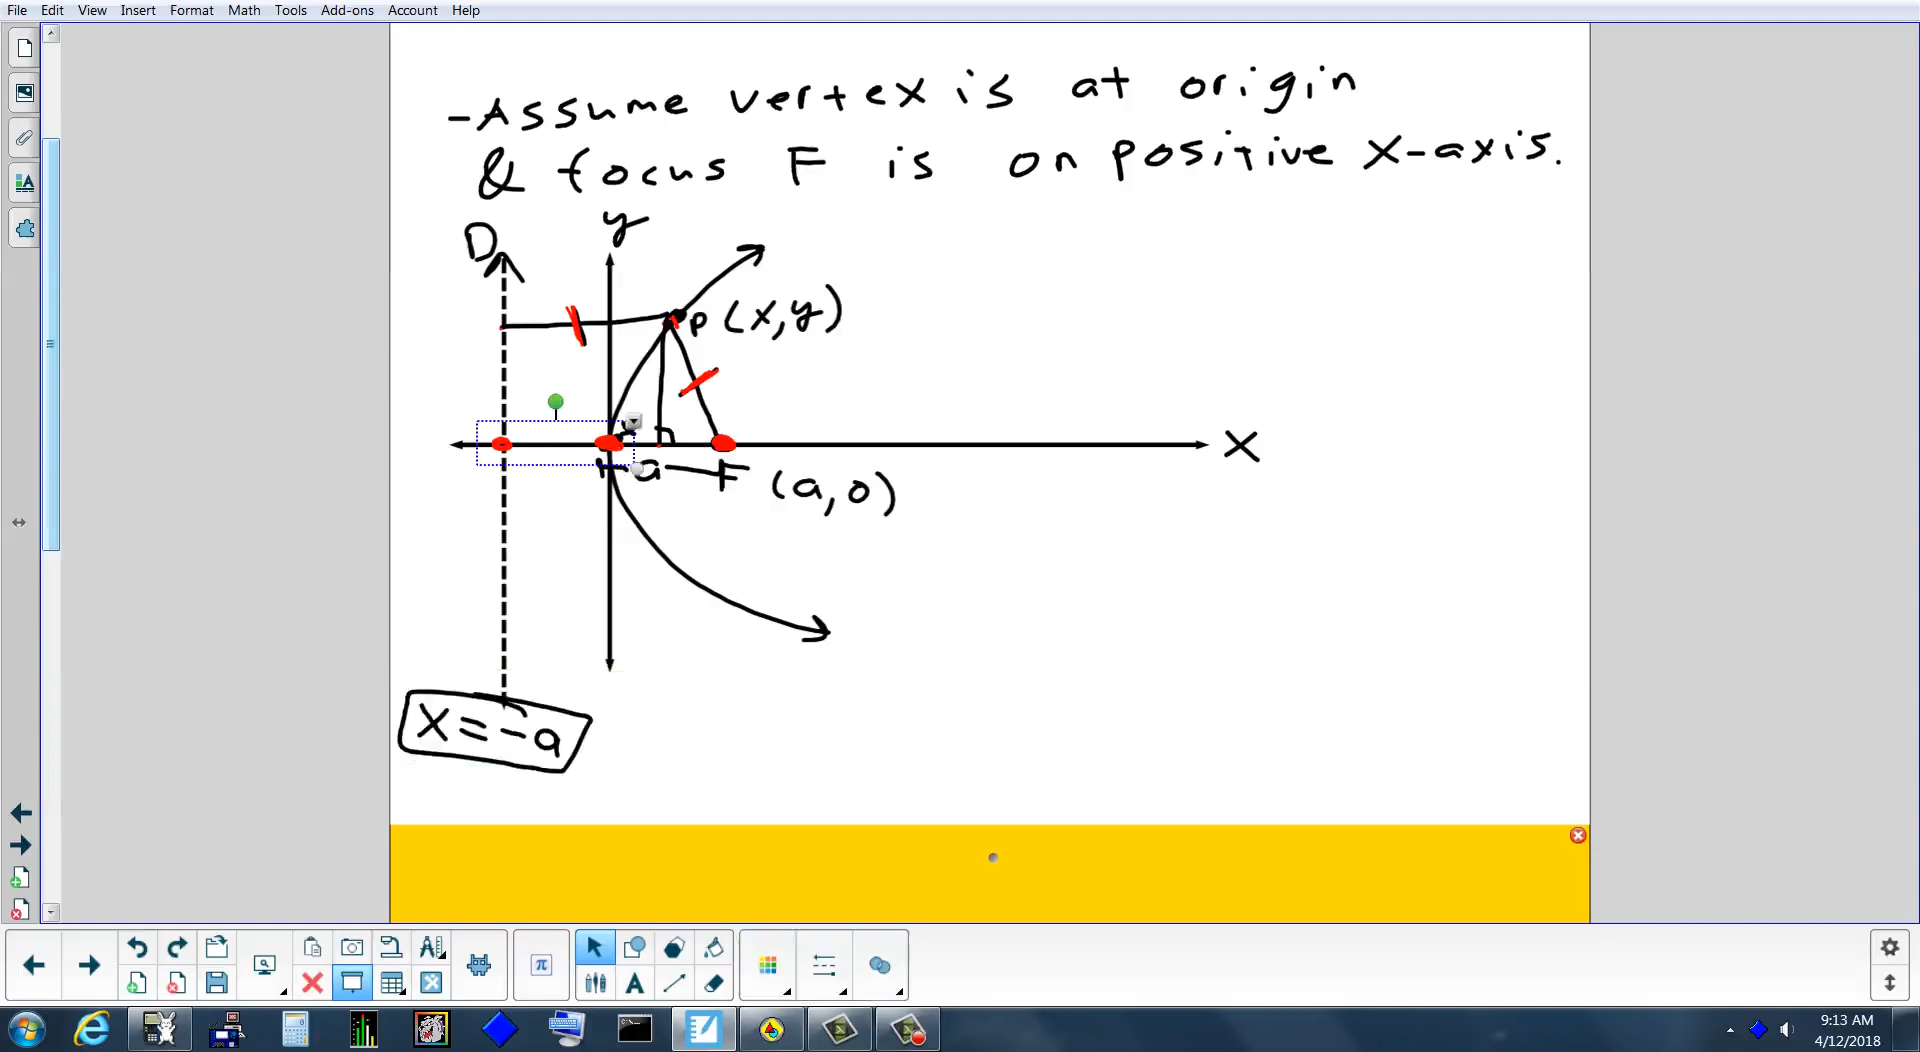 File Edit View Insert Format Math Tools Add-ons Account Help
-Assume vertex is at origin
& focus F is on positive x-axis.
D
y
P (x,y)
X
a F (a,0)
X=-a
π
9:13 AM
4/12/2018